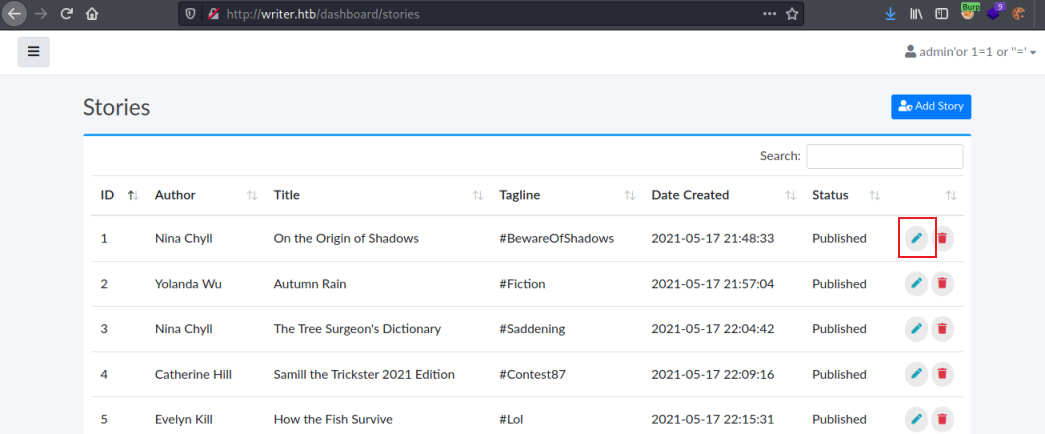 http://writer.htb/dashboard/stories
Burp
9
admin'or 1=1 or ''='
Stories
Add Story
Search:
ID Author Title Tagline Date Created Status
1 Nina Chyll On the Origin of Shadows #BewareOfShadows 2021-05-17 21:48:33 Published
2 Yolanda Wu Autumn Rain #Fiction 2021-05-17 21:57:04 Published
3 Nina Chyll The Tree Surgeon's Dictionary #Saddening 2021-05-17 22:04:42 Published
4 Catherine Hill Samill the Trickster 2021 Edition #Contest87 2021-05-17 22:09:16 Published
5 Evelyn Kill How the Fish Survive #Lol 2021-05-17 22:15:31 Published